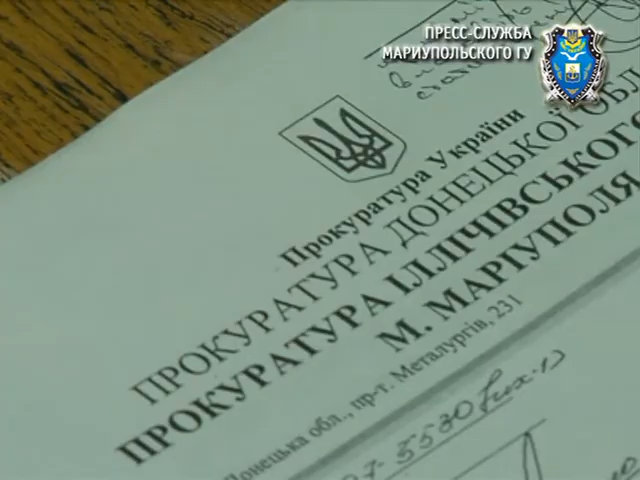 ПРЕСС-СЛУЖБА
МАРИУПОЛЬСКОГО ГУ
Прокуратура України
ПРОКУРАТУРА ДОНЕЦЬКОЇ ОБЛ
ПРОКУРАТУРА ІЛЛІЧІВСЬКОГО
М. МАРІУПОЛЯ
Донецька обл., пр-т. Металургів, 231